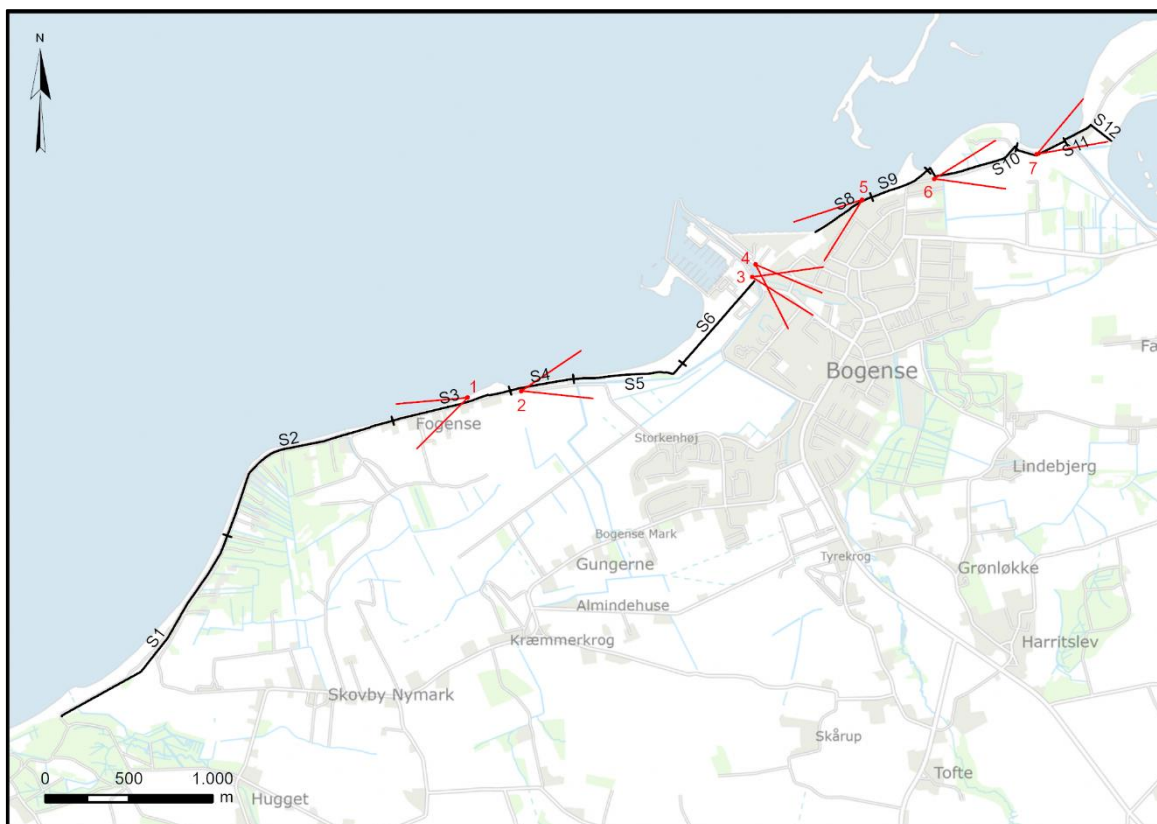 N
S12
S11
S10
7
S9
6
5
S8
4
3
S6
Bogense
Fa
1
S4
S5
S3
2
Fogense
S2
Storkenhøj
Lindebjerg
Bogense Mark
Gungerne
Tyrekrog
Grønløkke
Almindehuse
S1
Kræmmerkrog
Harritslev
Skovby Nymark
Skårup
Tofte
0 500 1.000
m
Hugget